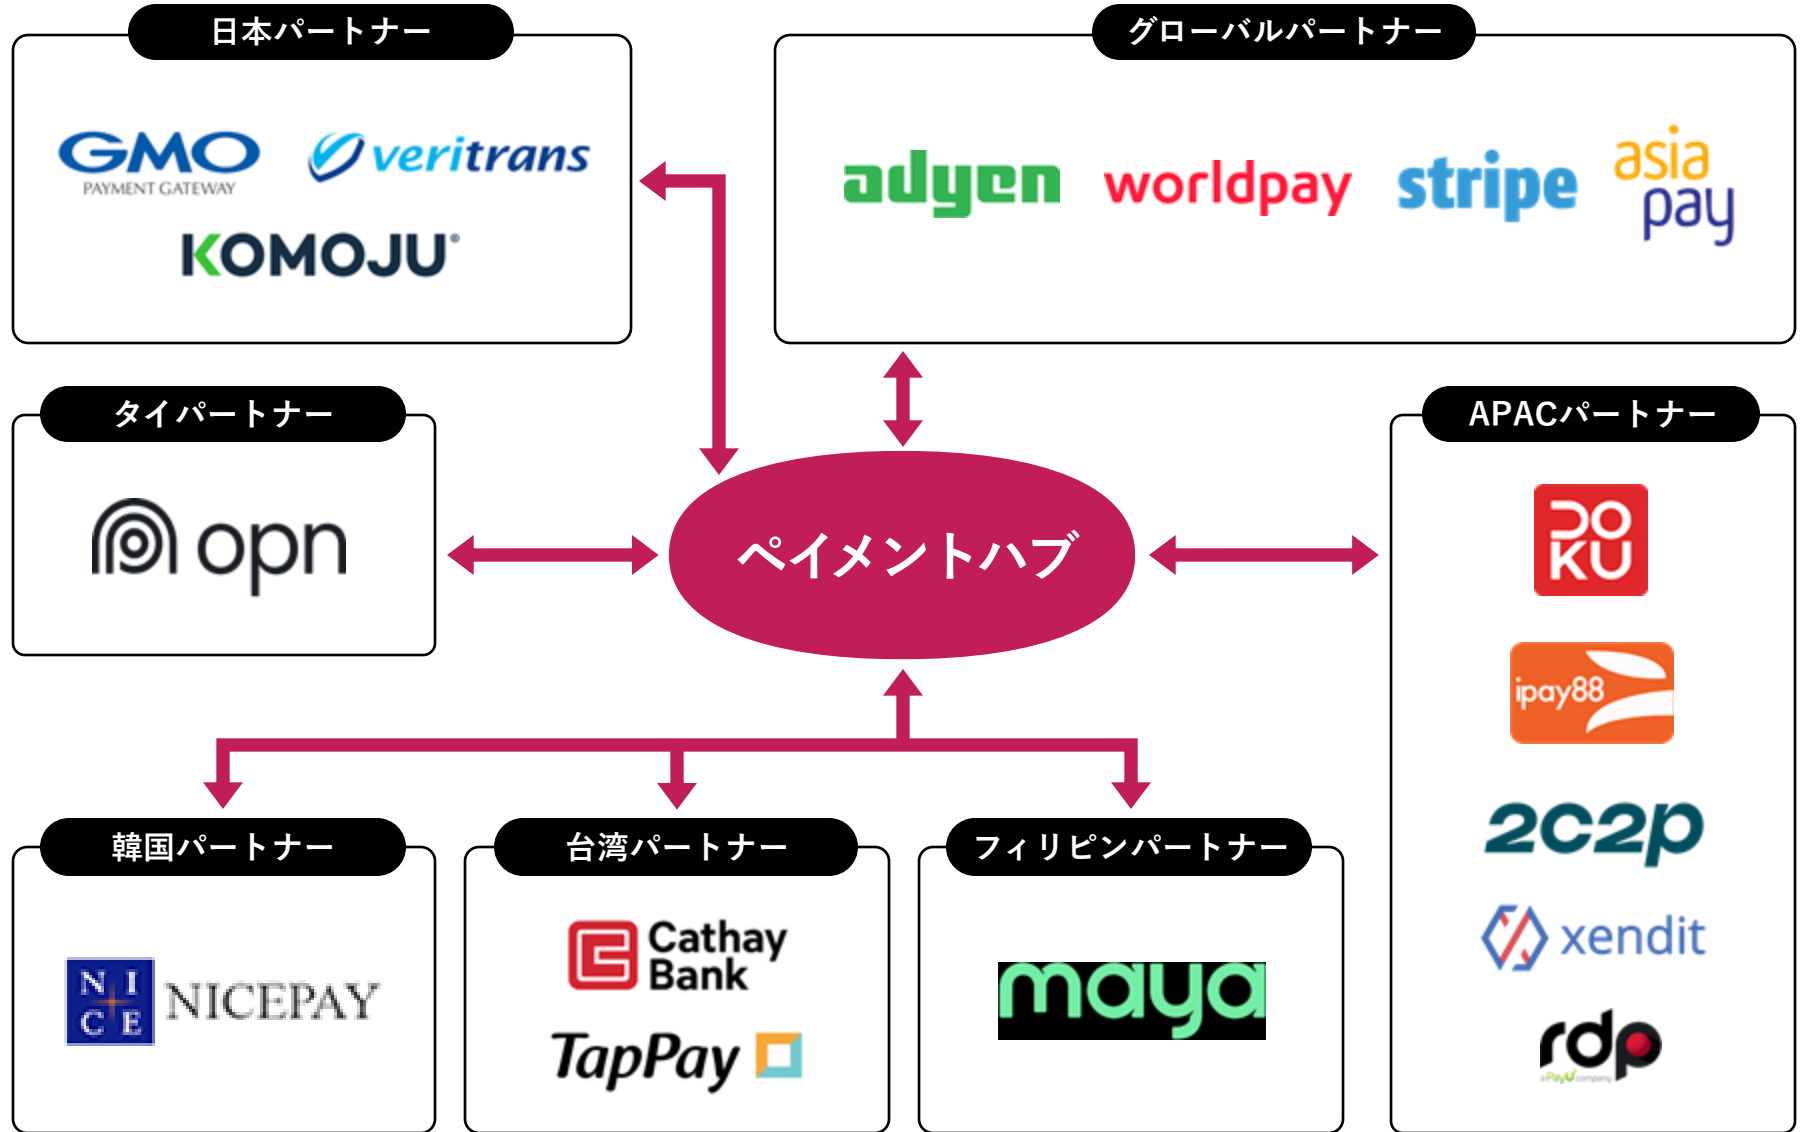 日本パートナー
GMO
PAYMENT GATEWAY
veritrans
KOMOJU®
グローバルパートナー
adyen
worldpay
stripe
asia
pay
タイパートナー
opn
ペイメントハブ
APACパートナー
DOKU
ipay88
2c2p
xendit
rdp
a PayU company
韓国パートナー
NICE
NICEPAY
台湾パートナー
Cathay
Bank
TapPay
フィリピンパートナー
maya